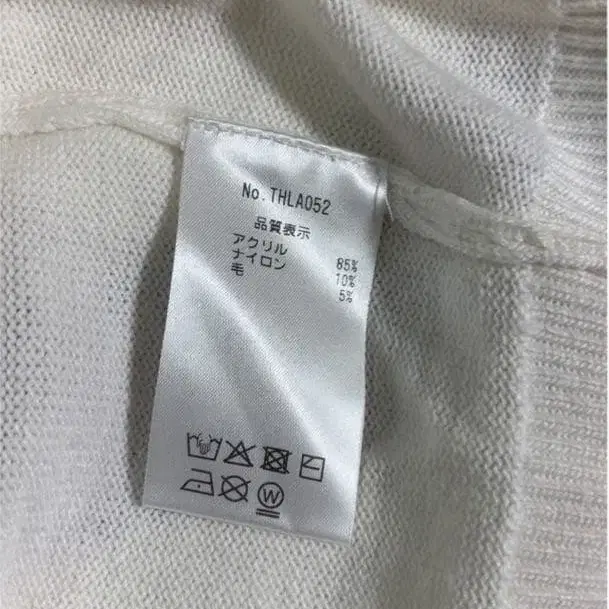 No.THLA052
品質表示
アクリル 85%
ナイロン 10%
毛 5%
W